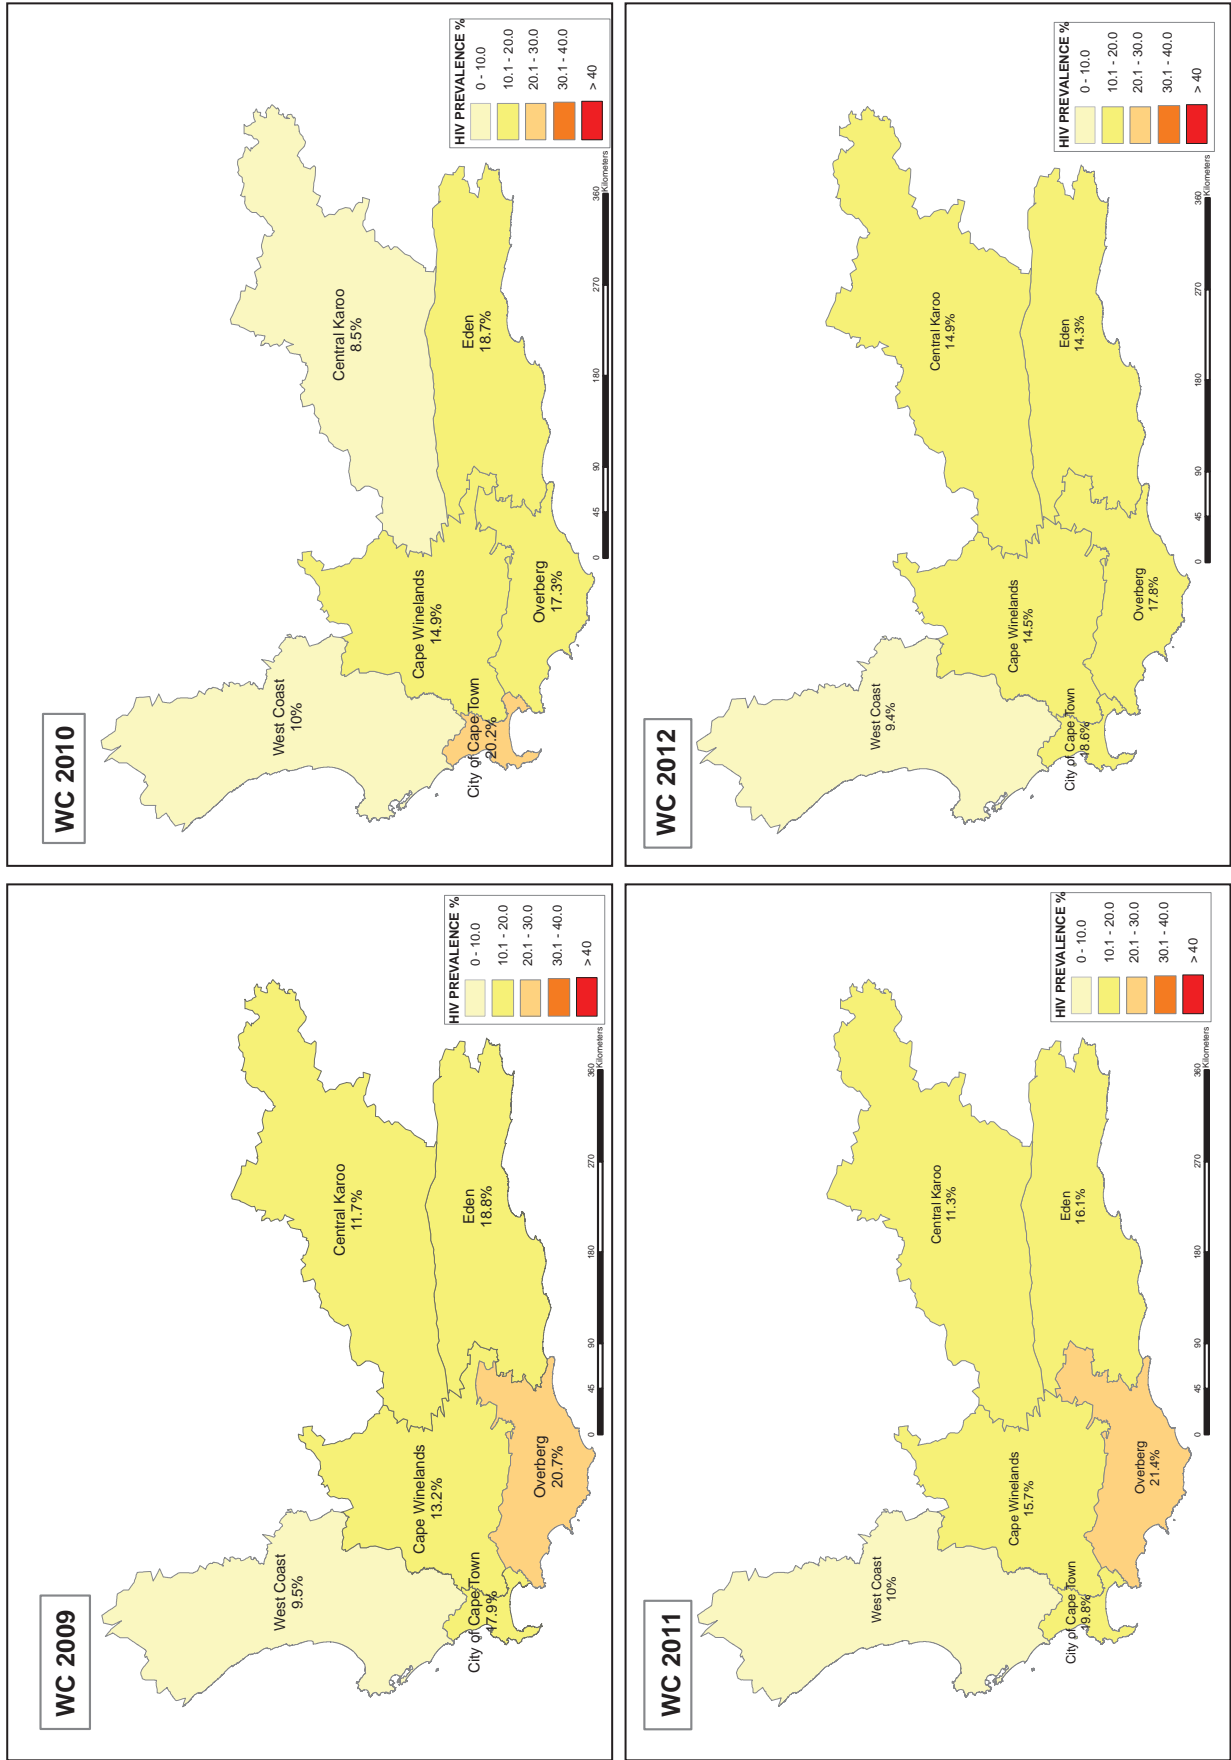 WC 2009
West Coast
9.5%
Central Karoo
11.7%
Cape Winelands
13.2%
Eden
18.8%
City of Cape Town
17.9%
Overberg
20.7%
0 45 90 180 270 360
Kilometers
HIV PREVALENCE %
0 - 10.0
10.1 - 20.0
20.1 - 30.0
30.1 - 40.0
> 40
WC 2010
West Coast
10%
Central Karoo
8.5%
Cape Winelands
14.9%
Eden
18.7%
City of Cape Town
20.2%
Overberg
17.3%
0 45 90 180 270 360
Kilometers
HIV PREVALENCE %
0 - 10.0
10.1 - 20.0
20.1 - 30.0
30.1 - 40.0
> 40
WC 2011
West Coast
10%
Central Karoo
11.3%
Cape Winelands
15.7%
Eden
16.1%
City of Cape Town
19.8%
Overberg
21.4%
0 45 90 180 270 360
Kilometers
HIV PREVALENCE %
0 - 10.0
10.1 - 20.0
20.1 - 30.0
30.1 - 40.0
> 40
WC 2012
West Coast
9.4%
Central Karoo
14.9%
Cape Winelands
14.5%
Eden
14.3%
City of Cape Town
18.6%
Overberg
17.8%
0 45 90 180 270 360
Kilometers
HIV PREVALENCE %
0 - 10.0
10.1 - 20.0
20.1 - 30.0
30.1 - 40.0
> 40